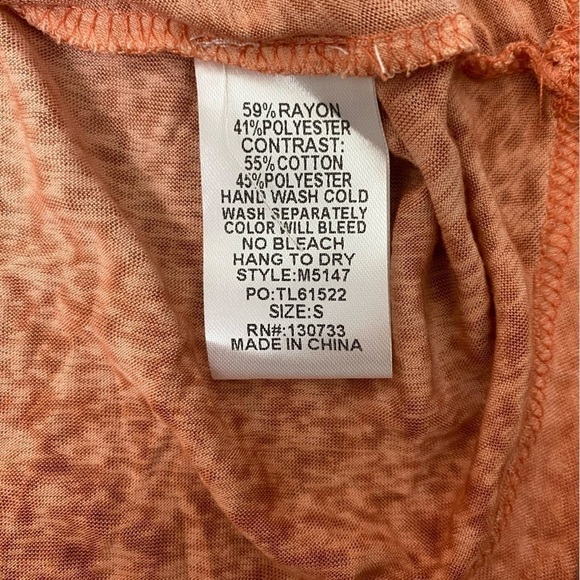 59%RAYON
41%POLYESTER
CONTRAST:
55%COTTON
45%POLYESTER
HAND WASH COLD
WASH SEPARATELY
COLOR WILL BLEED
NO BLEACH
HANG TO DRY
STYLE:M5147
PO:TL61522
SIZE:S
RN#:130733
MADE IN CHINA